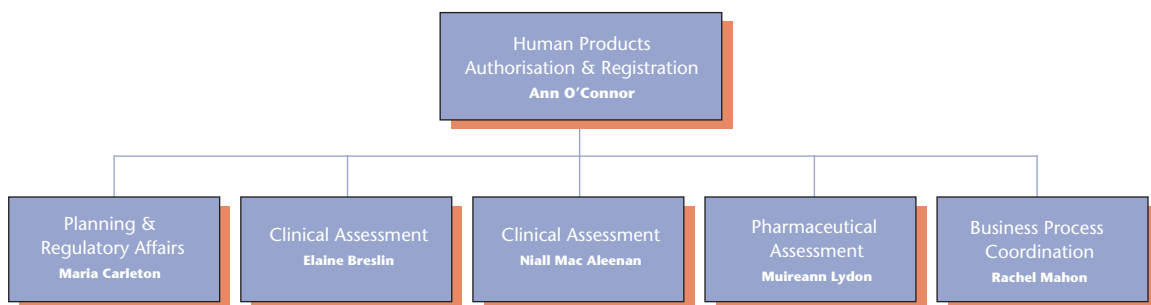 Human Products
Authorisation & Registration
Ann O’Connor
Planning &
Regulatory Affairs
Maria Carleton
Clinical Assessment
Elaine Breslin
Clinical Assessment
Niall Mac Aleenan
Pharmaceutical
Assessment
Muireann Lydon
Business Process
Coordination
Rachel Mahon